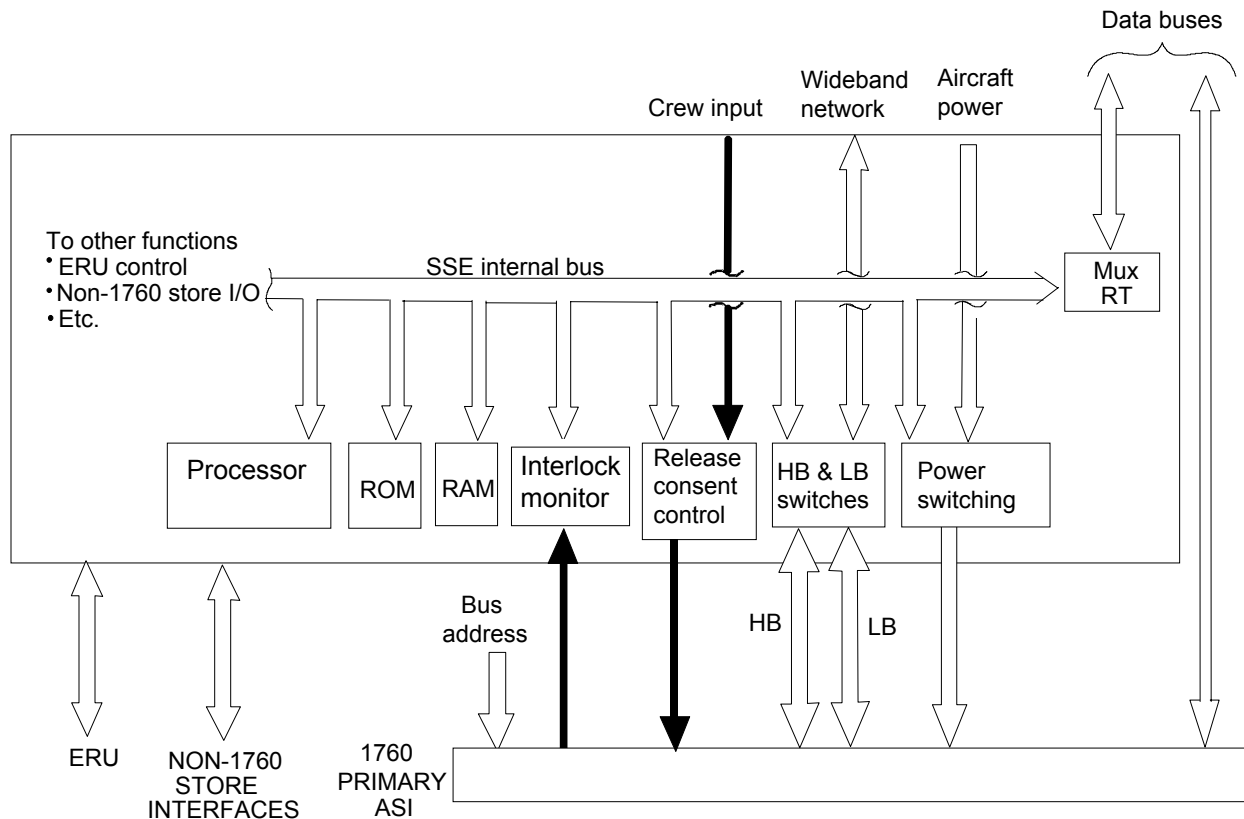 Data buses
Wideband
network
Aircraft
power
Crew input
To other functions
• ERU control
• Non-1760 store I/O
• Etc.
SSE internal bus
Mux
RT
Processor
ROM
RAM
Interlock
monitor
Release
consent
control
HB & LB
switches
Power
switching
Bus
address
HB
LB
ERU
NON-1760
STORE
INTERFACES
1760
PRIMARY
ASI